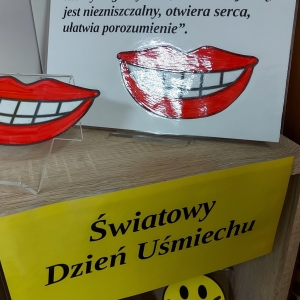 jest niezniszczalny, otwiera serca,
ułatwia porozumienie”.
Światowy
Dzień Uśmiechu